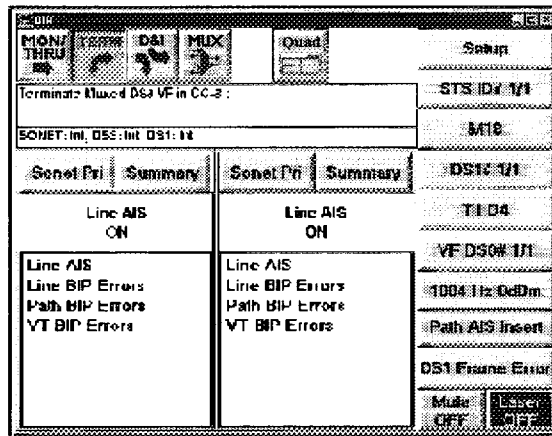 MON/ THRU
TERM
D&I
MUX
Quad
Setup
Terminate Muxed DS3 VF in OC-3 :
STS ID# 1/1
SONET: Int, DS3: Int DS1: Int
M13
Sonet Pri
Summary
Sonet Pri
Summary
DS1# 1/1
Line AIS
ON
Line AIS
ON
T1 D4
VF DS0# 1/1
Line AIS
Line BIP Errors
Path BIP Errors
VT BIP Errors
Line AIS
Line BIP Errors
Path BIP Errors
VT BIP Errors
1004 Hz 0dBm
Path AIS Insert
DS1 Frame Error
Mute
OFF
Laser
OFF